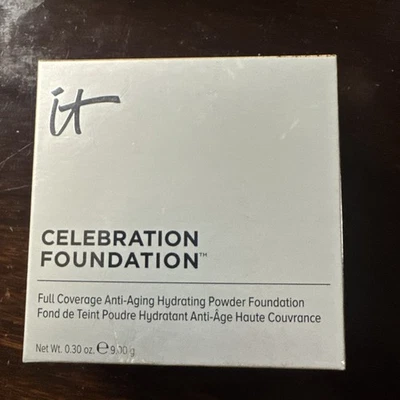 it
CELEBRATION
FOUNDATION™
Full Coverage Anti-Aging Hydrating Powder Foundation
Fond de Teint Poudre Hydratant Anti-Âge Haute Couvrance
Net Wt. 0.30 oz. ℮ 9.00 g